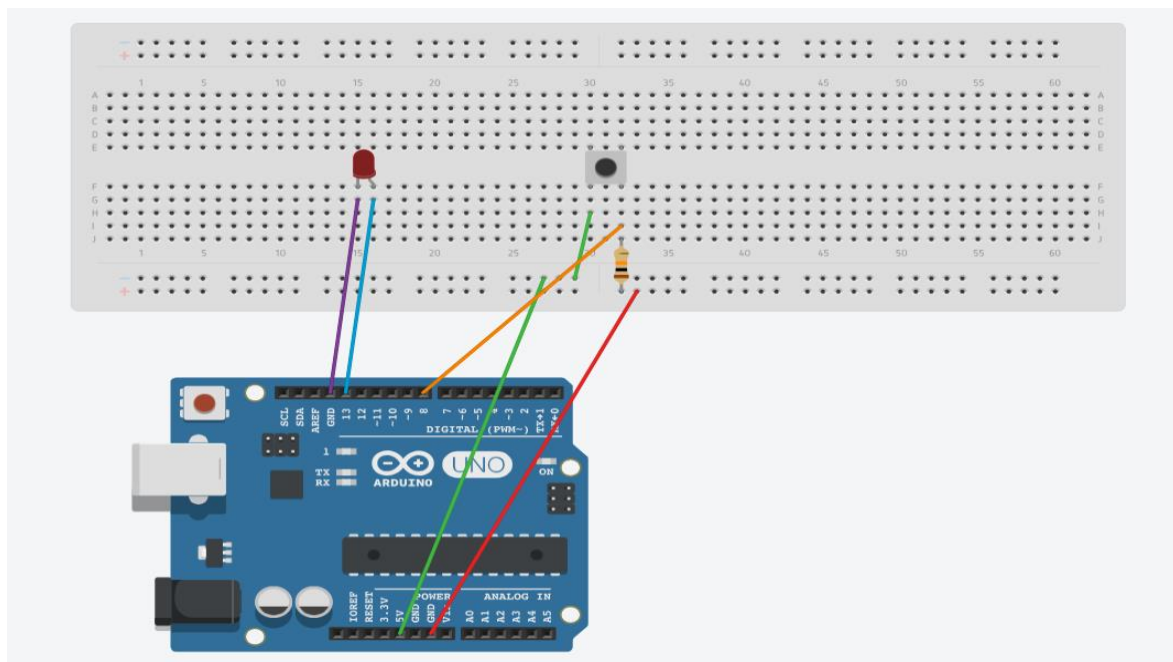 − −
+ +
1 5 10 15 20 25 30 35 40 45 50 55 60
A A
B B
C C
D D
E E
F F
G G
H H
I I
J J
1 5 10 15 20 25 30 35 40 45 50 55 60
− −
+ +
SCL SDA AREF GND 13 12 ~11 ~10 ~9 8 7 ~6 ~5 4 ~3 2 TX→1 RX←0
DIGITAL (PWM~)
1
TX
RX
UNO
ARDUINO
ON
POWER ANALOG IN
IOREF RESET 3.3V 5V GND GND Vin A0 A1 A2 A3 A4 A5